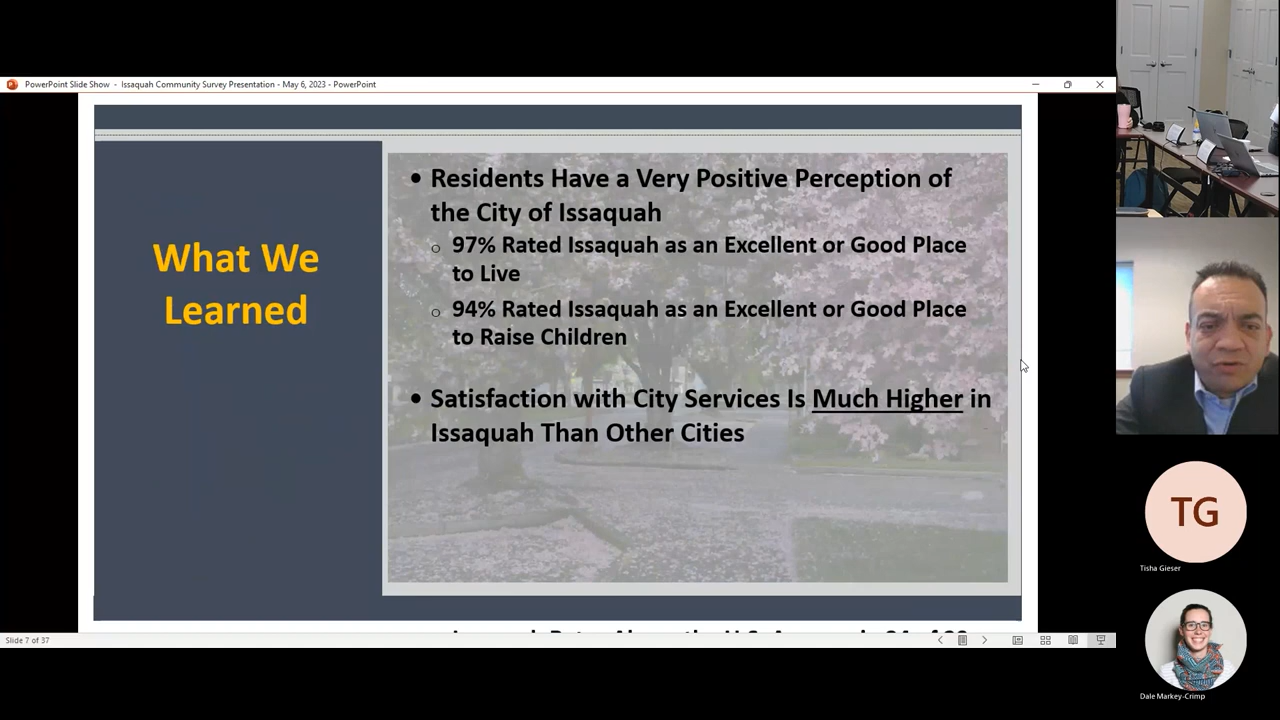 PowerPoint Slide Show - Issaquah Community Survey Presentation - May 6, 2023 - PowerPoint
What We
Learned
• Residents Have a Very Positive Perception of
the City of Issaquah
o 97% Rated Issaquah as an Excellent or Good Place
to Live
o 94% Rated Issaquah as an Excellent or Good Place
to Raise Children
• Satisfaction with City Services Is Much Higher in
Issaquah Than Other Cities
Slide 7 of 37
TG
Tisha Gieser
Dale Markey-Crimp